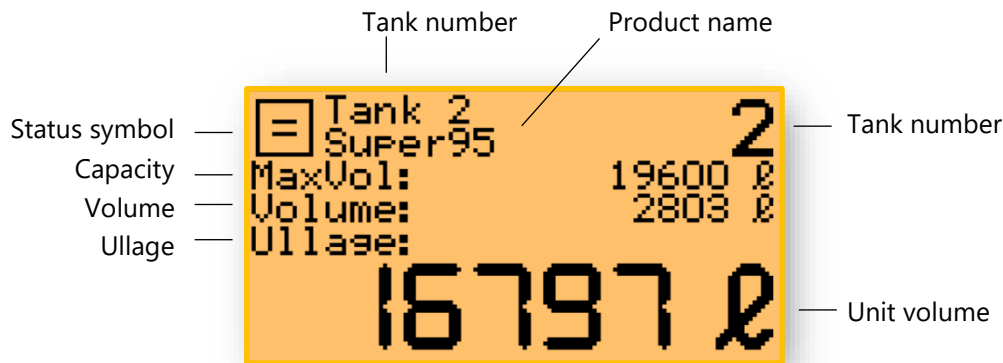 Tank number Product name
Tank 2 2
Status symbol = Super95 Tank number
Capacity MaxVol: 19600 ℓ
Volume Volume: 2803 ℓ
Ullage Ullage:
16797 ℓ Unit volume